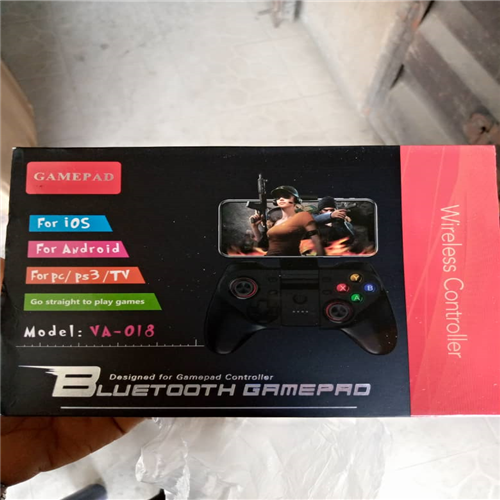 GAMEPAD
For iOS
For Android
For pc/ps3/TV
Go straight to play games
Model: VA-018
Designed for Gamepad Controller
BLUETOOTH GAMEPAD
Wireless Controller
Y
X
B
A